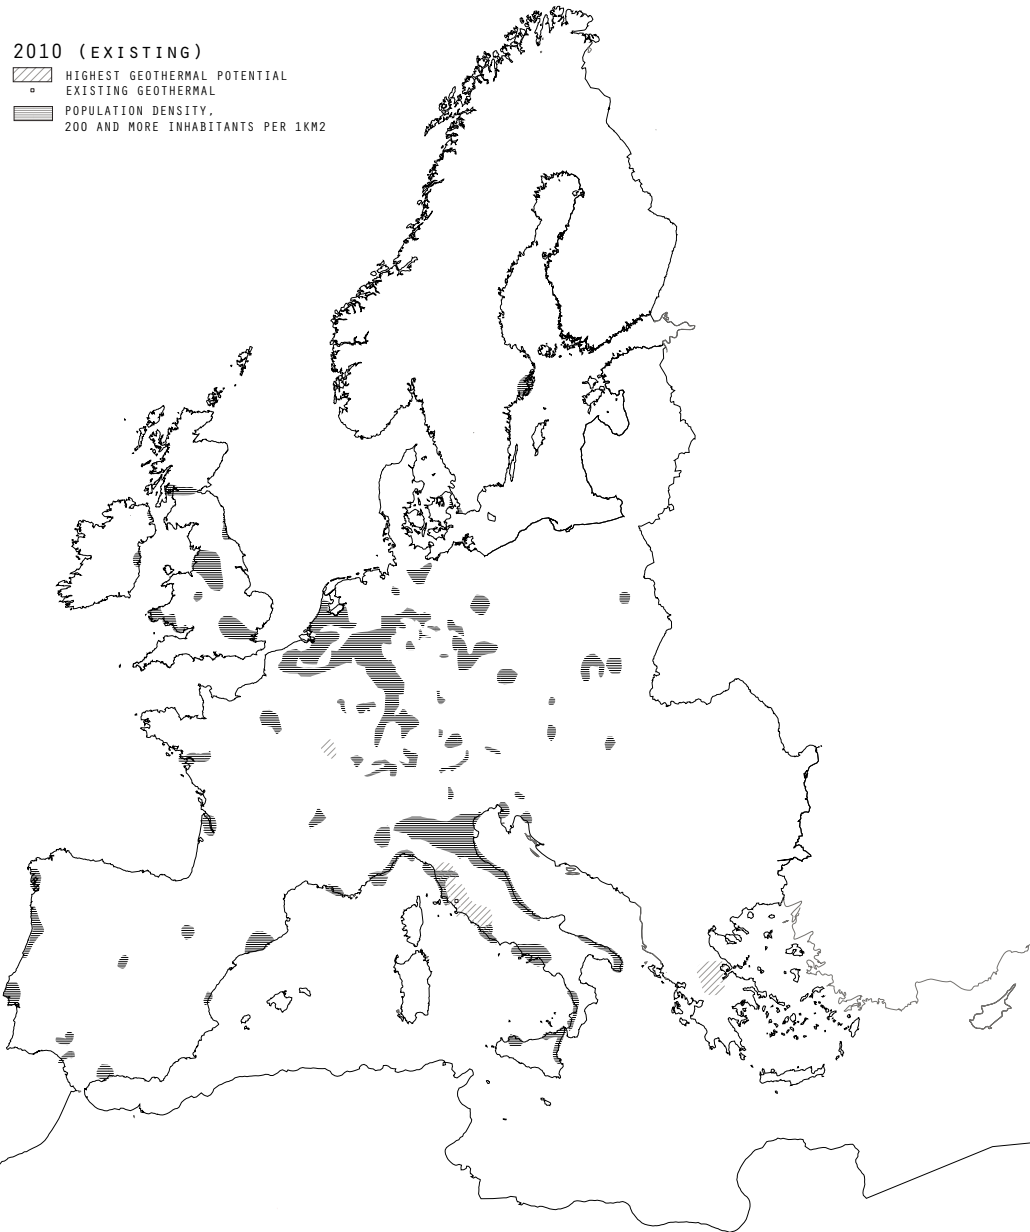 2010 (EXISTING)
HIGHEST GEOTHERMAL POTENTIAL
EXISTING GEOTHERMAL
POPULATION DENSITY,
200 AND MORE INHABITANTS PER 1KM2